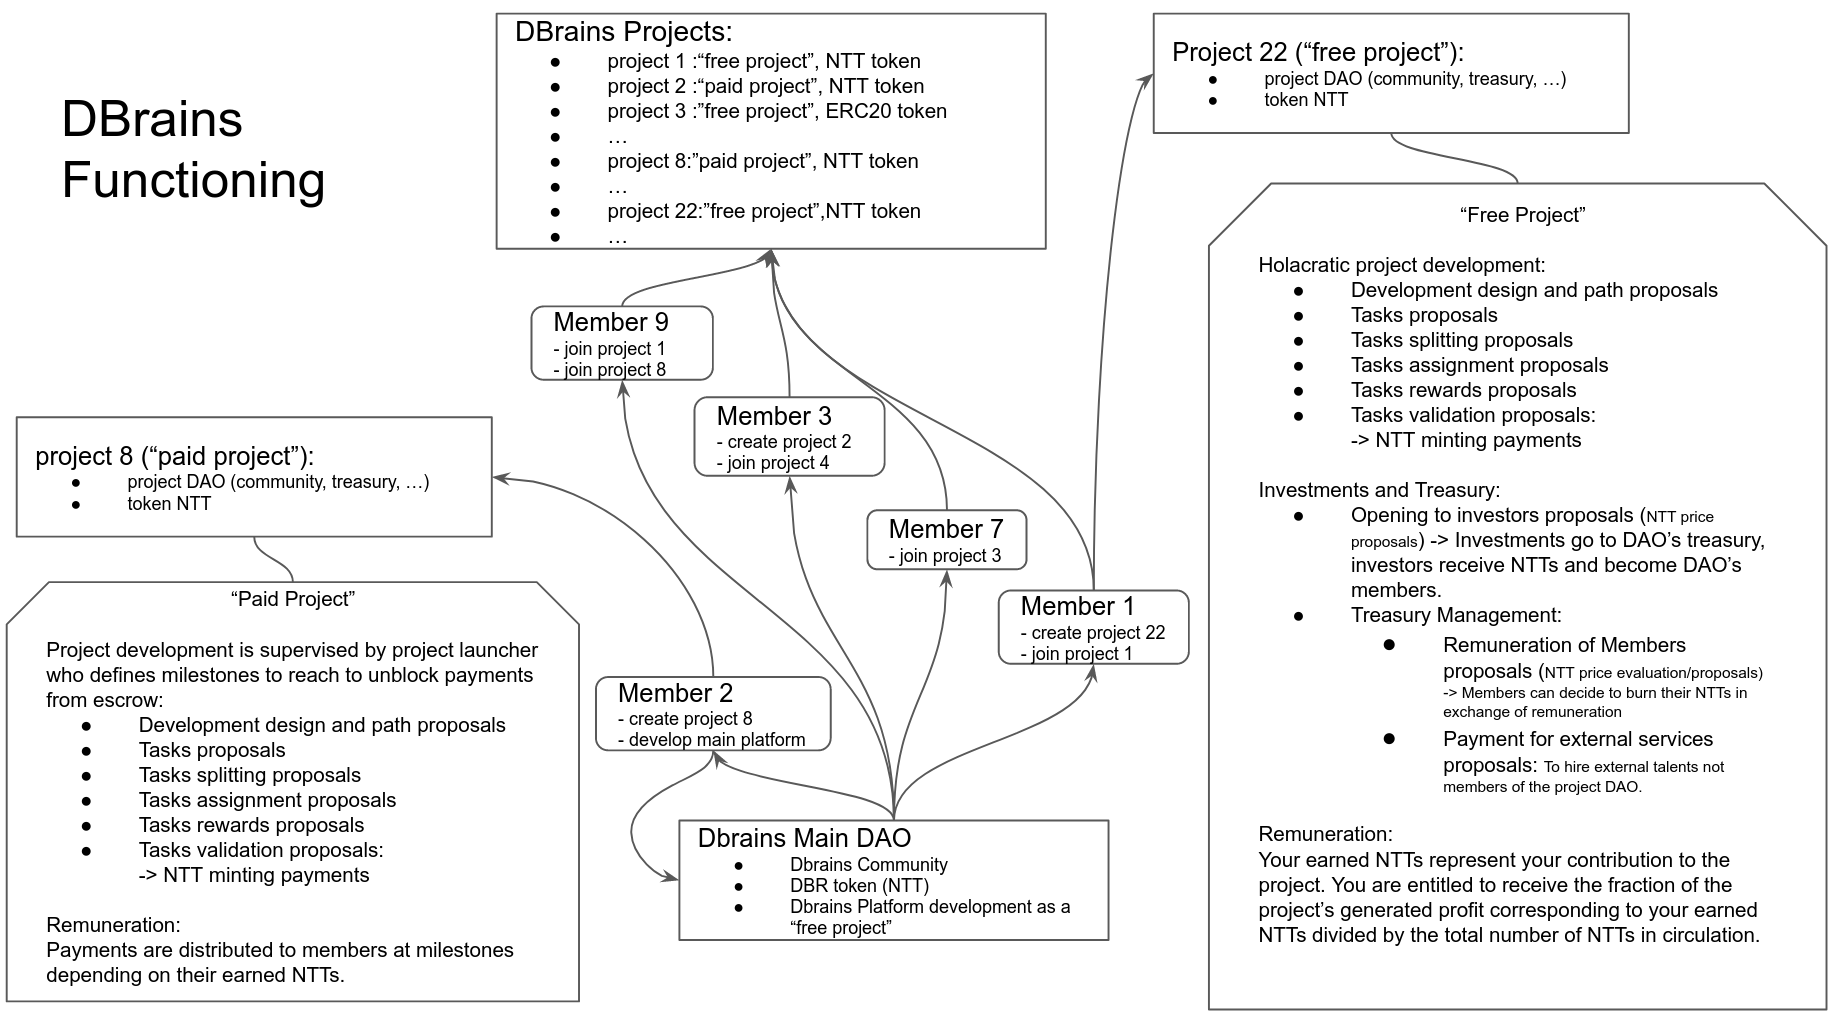 DBrains
Functioning
DBrains Projects:
● project 1 :“free project”, NTT token
● project 2 :“paid project”, NTT token
● project 3 :”free project”, ERC20 token
● …
● project 8:”paid project”, NTT token
● …
● project 22:”free project”,NTT token
● …
Project 22 (“free project”):
● project DAO (community, treasury, …)
● token NTT
“Free Project”
Holacratic project development:
● Development design and path proposals
● Tasks proposals
● Tasks splitting proposals
● Tasks assignment proposals
● Tasks rewards proposals
● Tasks validation proposals:
-> NTT minting payments
Investments and Treasury:
● Opening to investors proposals (NTT price
proposals) -> Investments go to DAO’s treasury,
investors receive NTTs and become DAO’s
members.
● Treasury Management:
● Remuneration of Members
proposals (NTT price evaluation/proposals)
-> Members can decide to burn their NTTs in
exchange of remuneration
● Payment for external services
proposals: To hire external talents not
members of the project DAO.
Remuneration:
Your earned NTTs represent your contribution to the
project. You are entitled to receive the fraction of the
project’s generated profit corresponding to your earned
NTTs divided by the total number of NTTs in circulation.
Member 9
- join project 1
- join project 8
Member 3
- create project 2
- join project 4
Member 7
- join project 3
Member 1
- create project 22
- join project 1
Member 2
- create project 8
- develop main platform
project 8 (“paid project”):
● project DAO (community, treasury, …)
● token NTT
“Paid Project”
Project development is supervised by project launcher
who defines milestones to reach to unblock payments
from escrow:
● Development design and path proposals
● Tasks proposals
● Tasks splitting proposals
● Tasks assignment proposals
● Tasks rewards proposals
● Tasks validation proposals:
-> NTT minting payments
Remuneration:
Payments are distributed to members at milestones
depending on their earned NTTs.
Dbrains Main DAO
● Dbrains Community
● DBR token (NTT)
● Dbrains Platform development as a
“free project”